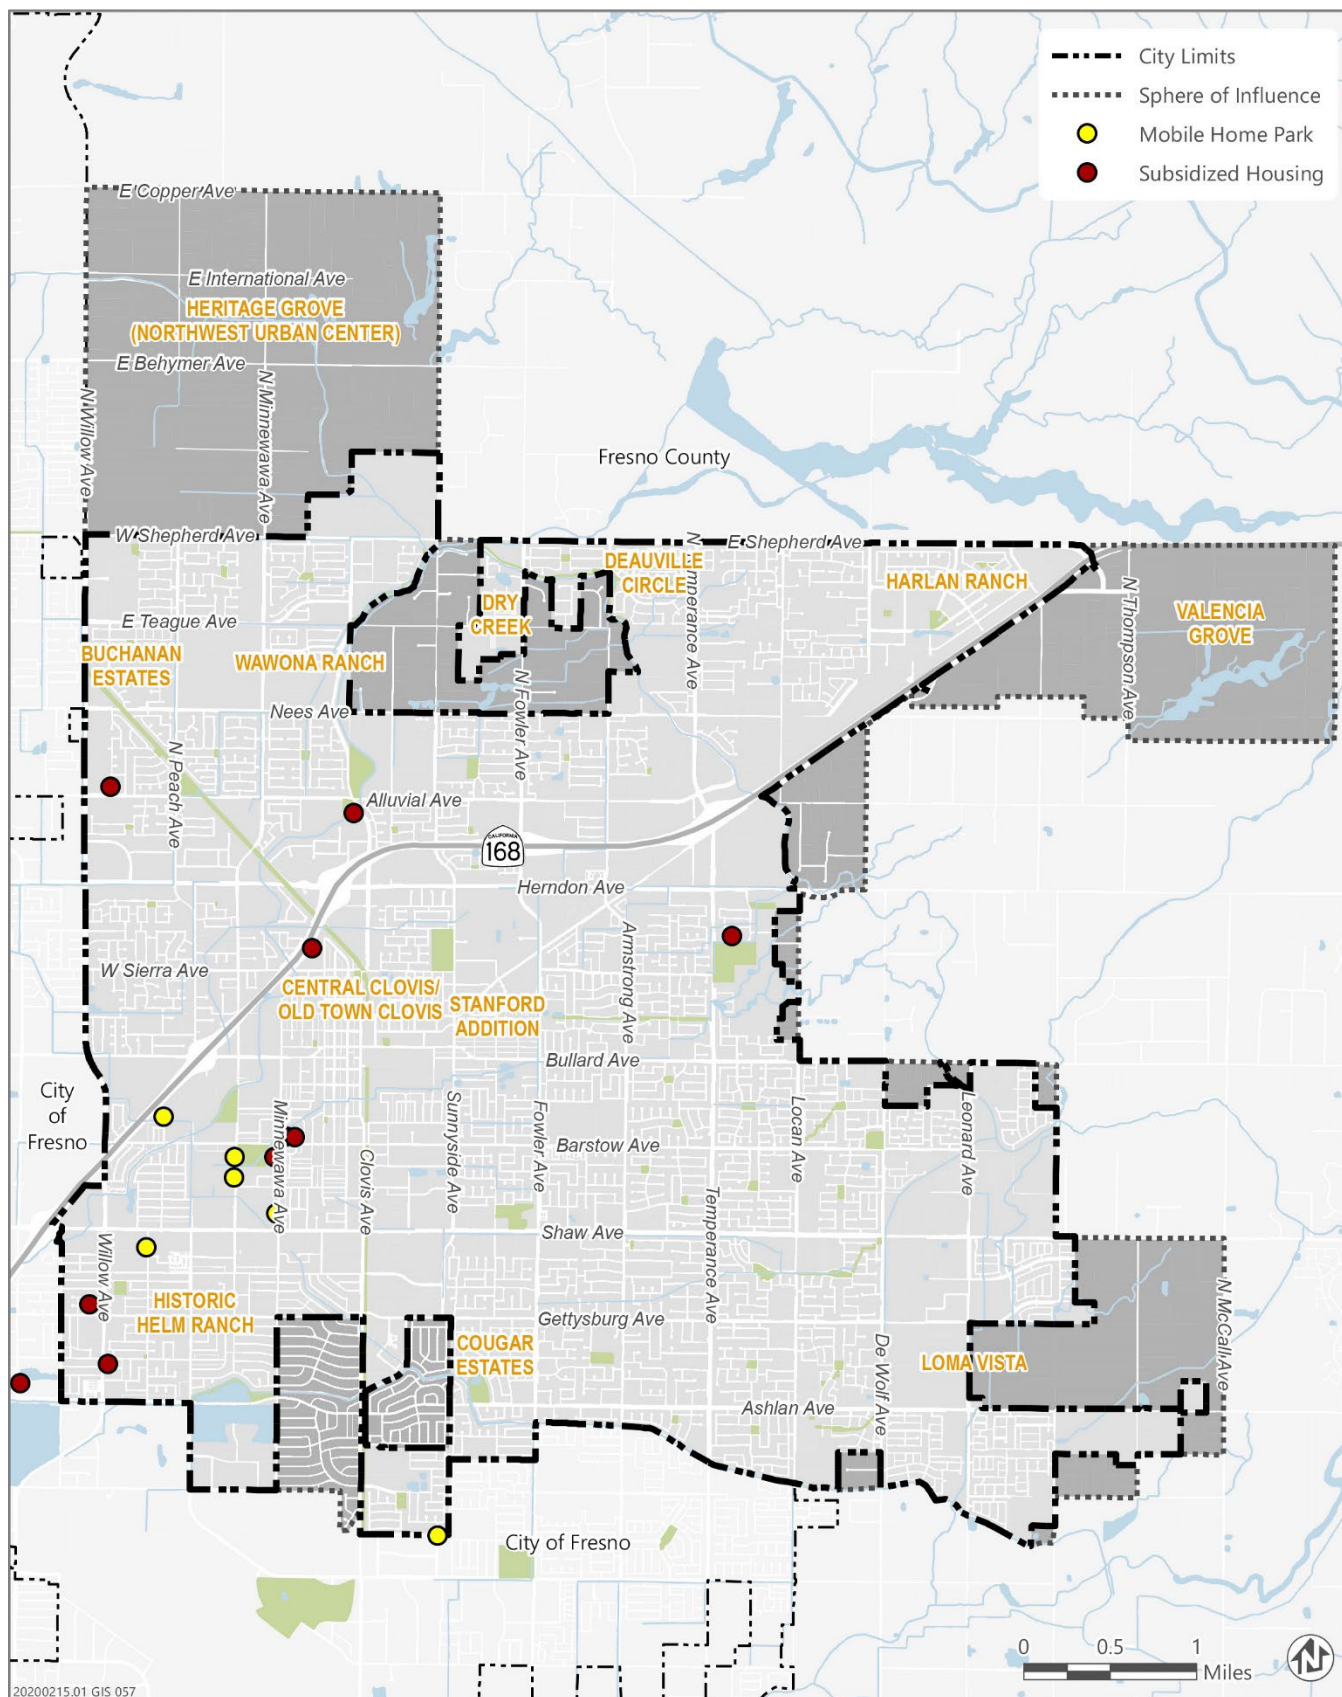 City Limits
Sphere of Influence
Mobile Home Park
Subsidized Housing
E Copper Ave
E International Ave
HERITAGE GROVE
(NORTHWEST URBAN CENTER)
E Behymer Ave
N Willow Ave
N Minnewawa Ave
Fresno County
W Shepherd Ave
E Shepherd Ave
N Temperance Ave
DEAUVILLE
CIRCLE
HARLAN RANCH
N Thompson Ave
VALENCIA
GROVE
DRY
CREEK
E Teague Ave
BUCHANAN
ESTATES
WAWONA RANCH
Nees Ave
N Fowler Ave
N Peach Ave
Alluvial Ave
CALIFORNIA
168
Herndon Ave
Armstrong Ave
W Sierra Ave
CENTRAL CLOVIS/
OLD TOWN CLOVIS
STANFORD
ADDITION
Bullard Ave
City
of
Fresno
Minnewawa Ave
Clovis Ave
Sunnyside Ave
Fowler Ave
Barstow Ave
Locan Ave
Leonard Ave
Temperance Ave
Shaw Ave
Willow Ave
HISTORIC
HELM RANCH
Gettysburg Ave
COUGAR
ESTATES
De Wolf Ave
LOMA VISTA
N McCall Ave
Ashlan Ave
City of Fresno
0 0.5 1
Miles
N
20200215.01 GIS 057